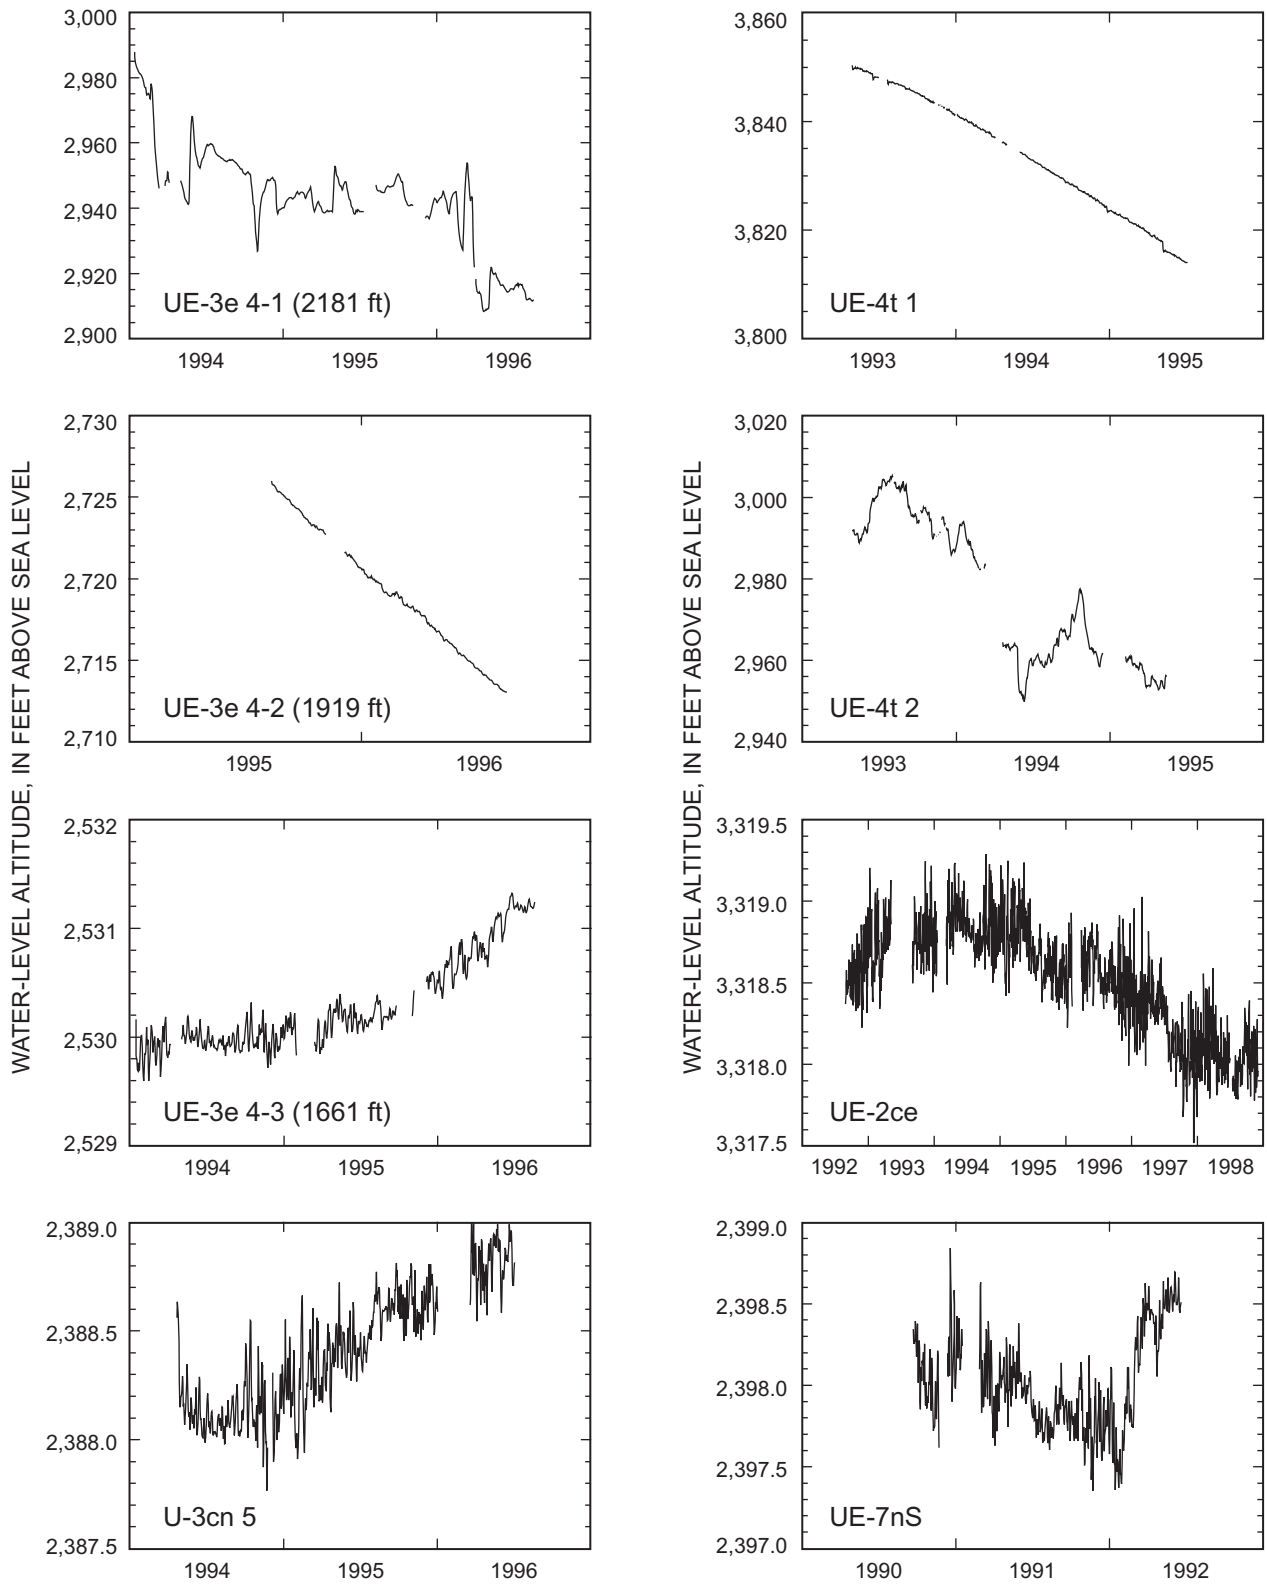 WATER-LEVEL ALTITUDE, IN FEET ABOVE SEA LEVEL
3,000
2,980
2,960
2,940
2,920
2,900
UE-3e 4-1 (2181 ft)
1994 1995 1996
2,730
2,725
2,720
2,715
2,710
UE-3e 4-2 (1919 ft)
1995 1996
2,532
2,531
2,530
2,529
UE-3e 4-3 (1661 ft)
1994 1995 1996
2,389.0
2,388.5
2,388.0
2,387.5
U-3cn 5
1994 1995 1996
WATER-LEVEL ALTITUDE, IN FEET ABOVE SEA LEVEL
3,860
3,840
3,820
3,800
UE-4t 1
1993 1994 1995
3,020
3,000
2,980
2,960
2,940
UE-4t 2
1993 1994 1995
3,319.5
3,319.0
3,318.5
3,318.0
3,317.5
UE-2ce
1992 1993 1994 1995 1996 1997 1998
2,399.0
2,398.5
2,398.0
2,397.5
2,397.0
UE-7nS
1990 1991 1992